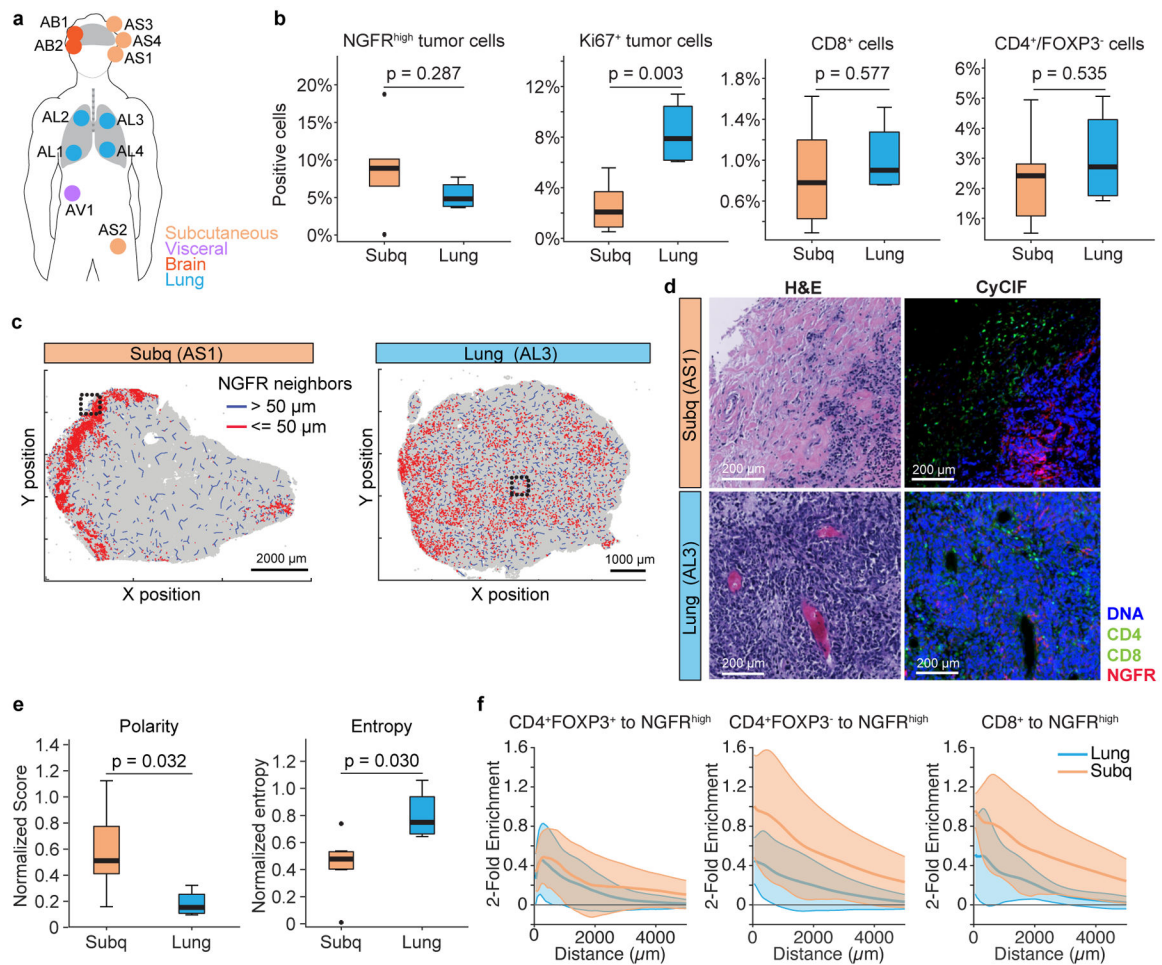 a
AB1
AS3
AB2
AS4
AS1
AL2
AL3
AL1
AL4
AV1
AS2
Subcutaneous
Visceral
Brain
Lung
b
NGFRhigh tumor cells
p = 0.287
Positive cells
20%
15%
10%
5%
0%
Subq Lung
Ki67+ tumor cells
p = 0.003
12%
8%
4%
0%
Subq Lung
CD8+ cells
p = 0.577
1.8%
1.4%
1.0%
0.6%
Subq Lung
CD4+/FOXP3- cells
p = 0.535
6%
5%
4%
3%
2%
1%
Subq Lung
c
Subq (AS1)
NGFR neighbors
> 50 µm
<= 50 µm
2000 µm
Y position
X position
Lung (AL3)
1000 µm
Y position
X position
d
H&E
CyCIF
Subq (AS1)
200 µm
200 µm
Lung (AL3)
200 µm
200 µm
DNA
CD4
CD8
NGFR
e
Polarity
p = 0.032
Normalized Score
1.4
1.2
1.0
0.8
0.6
0.4
0.2
0
Subq Lung
Entropy
p = 0.030
Normalized entropy
1.2
1.0
0.8
0.6
0.4
0.2
0
Subq Lung
f
CD4+FOXP3+ to NGFRhigh
2-Fold Enrichment
1.6
1.2
0.8
0.4
0
0 2000 4000
Distance (µm)
CD4+FOXP3- to NGFRhigh
2-Fold Enrichment
1.6
1.2
0.8
0.4
0
0 2000 4000
Distance (µm)
CD8+ to NGFRhigh
Lung
Subq
2-Fold Enrichment
1.6
1.2
0.8
0.4
0
0 2000 4000
Distance (µm)